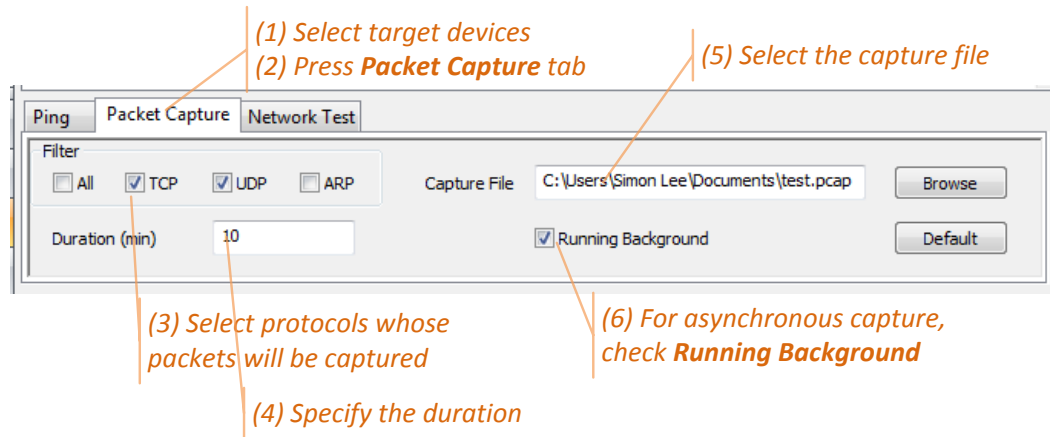 (1) Select target devices
(2) Press Packet Capture tab
(5) Select the capture file
Ping Packet Capture Network Test
Filter
All TCP UDP ARP
Capture File C:\Users\Simon Lee\Documents\test.pcap Browse
Duration (min) 10 Running Background Default
(3) Select protocols whose
packets will be captured
(6) For asynchronous capture,
check Running Background
(4) Specify the duration